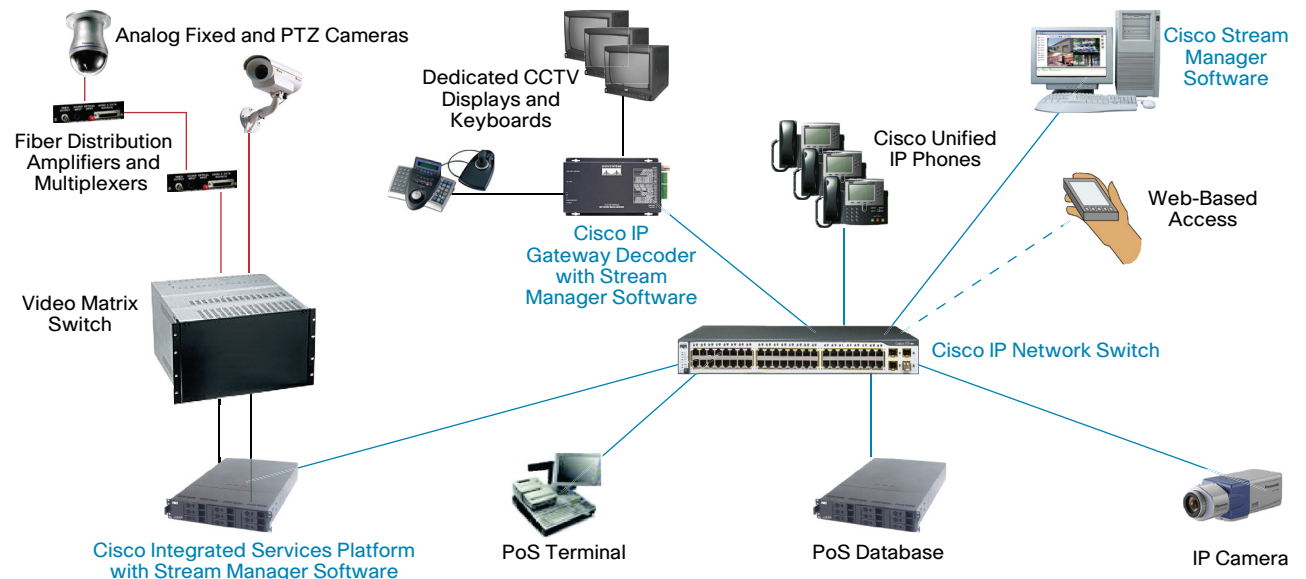 Analog Fixed and PTZ Cameras
Fiber Distribution
Amplifiers and
Multiplexers
Dedicated CCTV
Displays and
Keyboards
Cisco Unified
IP Phones
Cisco Stream
Manager
Software
Web-Based
Access
Cisco IP
Gateway Decoder
with Stream
Manager Software
Video Matrix
Switch
Cisco IP Network Switch
Cisco Integrated Services Platform
with Stream Manager Software
PoS Terminal
PoS Database
IP Camera